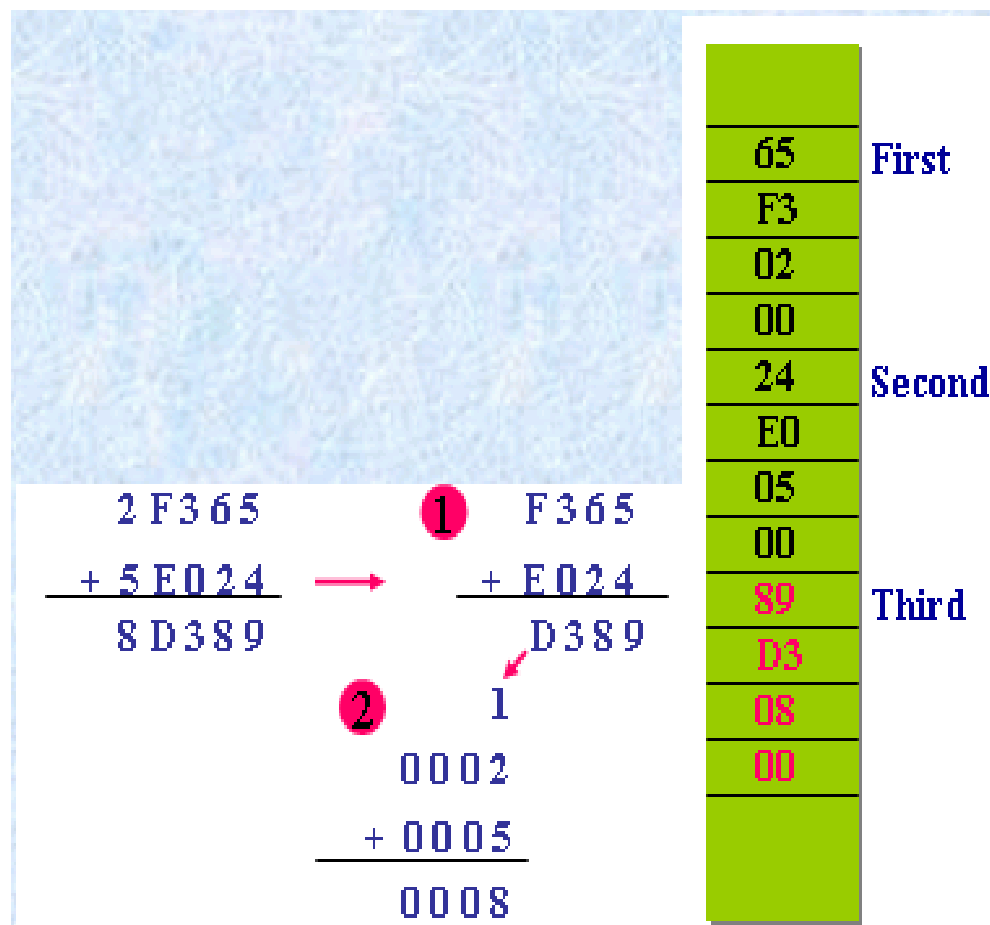 65 First
F3
02
00
24 Second
E0
05
00
89 Third
D3
08
00
2F365
+ 5E024
8D389
1
F365
+ E024
D389
2
1
0002
+ 0005
0008